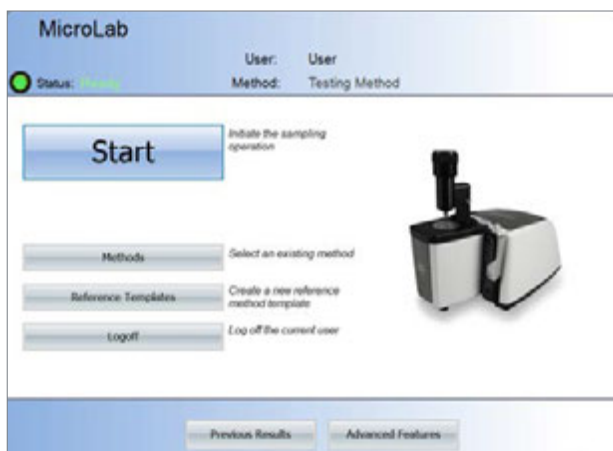 MicroLab
User: User
Status: Ready
Method: Testing Method
Start
Initiate the sampling
operation
Methods
Select an existing method
Reference Templates
Create a new reference
method template
Logoff
Log off the current user
Previous Results
Advanced Features